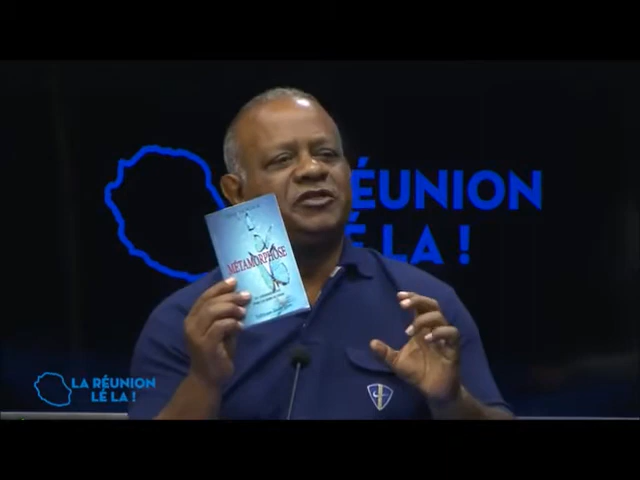 RÉUNION
LÉ LA !
MÉTAMORPHOSE
LA RÉUNION
LÉ LA !